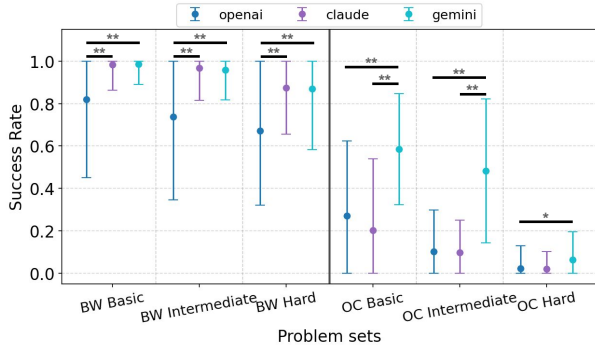 openai claude gemini
** ** ** ** **
** ** ** ** **
*
1.0
0.8
0.6
0.4
0.2
0.0
Success Rate
BW Basic BW Intermediate BW Hard OC Basic OC Intermediate OC Hard
Problem sets